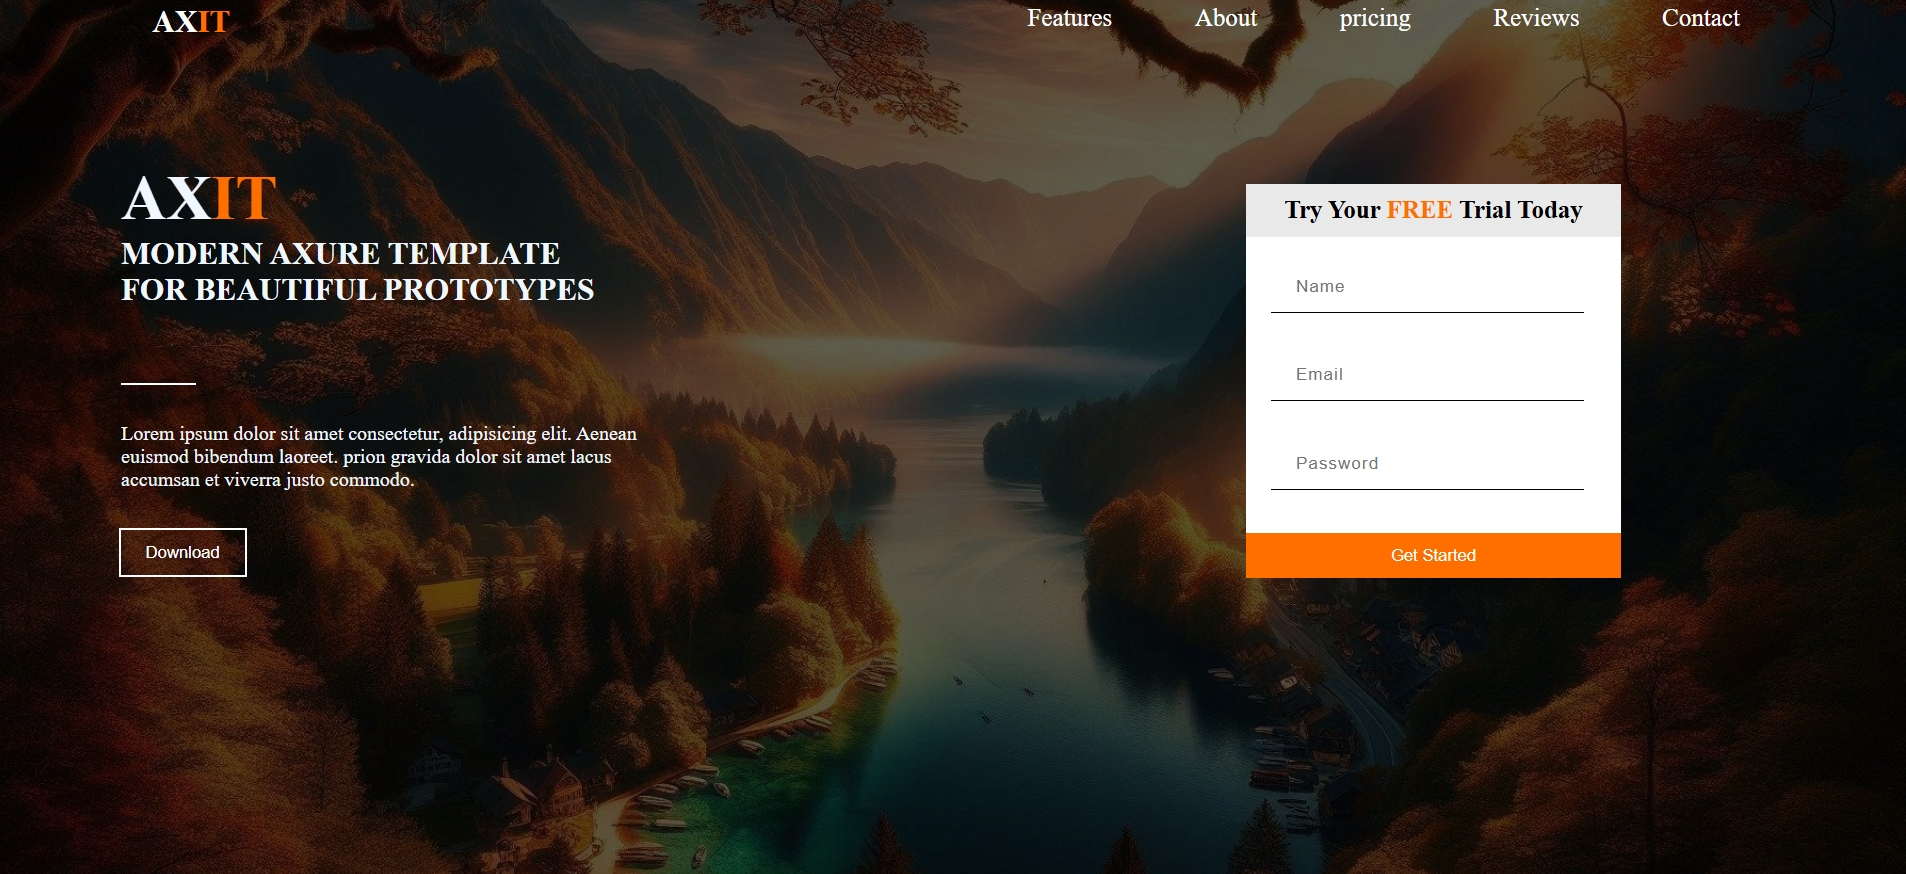 AXIT
Features
About
pricing
Reviews
Contact
AXIT
MODERN AXURE TEMPLATE
FOR BEAUTIFUL PROTOTYPES
Lorem ipsum dolor sit amet consectetur, adipisicing elit. Aenean
euismod bibendum laoreet. prion gravida dolor sit amet lacus
accumsan et viverra justo commodo.
Download
Try Your FREE Trial Today
Name
Email
Password
Get Started